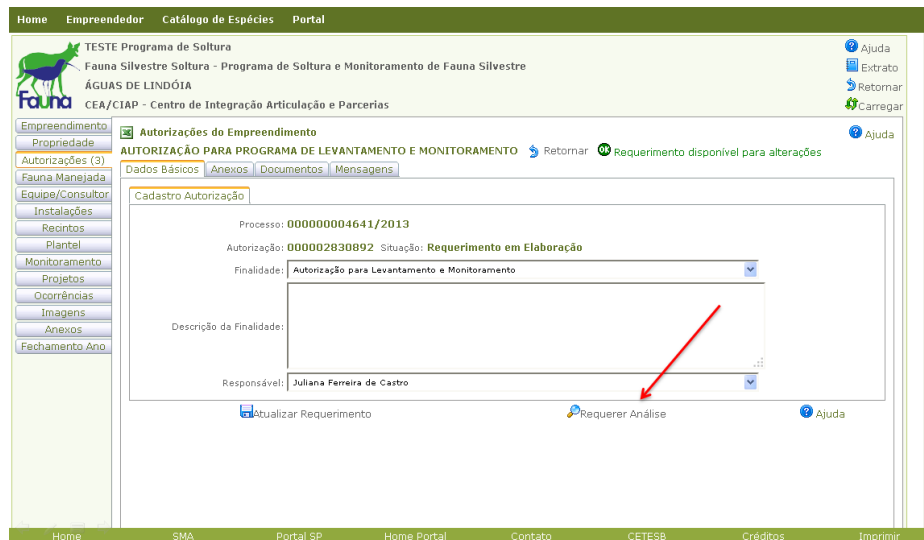 Home Empreendedor Catálogo de Espécies Portal
TESTE Programa de Soltura
Fauna Silvestre Soltura - Programa de Soltura e Monitoramento de Fauna Silvestre
ÁGUAS DE LINDÓIA
CEA/CIAP - Centro de Integração Articulação e Parcerias
Fauna
Ajuda
Extrato
Retornar
Carregar
Empreendimento
Propriedade
Autorizações (3)
Fauna Manejada
Equipe/Consultor
Instalações
Recintos
Plantel
Monitoramento
Projetos
Ocorrências
Imagens
Anexos
Fechamento Ano
Autorizações do Empreendimento
Ajuda
AUTORIZAÇÃO PARA PROGRAMA DE LEVANTAMENTO E MONITORAMENTO Retornar OK Requerimento disponível para alterações
Dados Básicos Anexos Documentos Mensagens
Cadastro Autorização
Processo: 000000004641/2013
Autorização: 000002830892 Situação: Requerimento em Elaboração
Finalidade: Autorização para Levantamento e Monitoramento
Descrição da Finalidade:
Responsável: Juliana Ferreira de Castro
Atualizar Requerimento Requerer Análise Ajuda
Home SMA Portal SP Home Portal Contato CETESB Créditos Imprimir